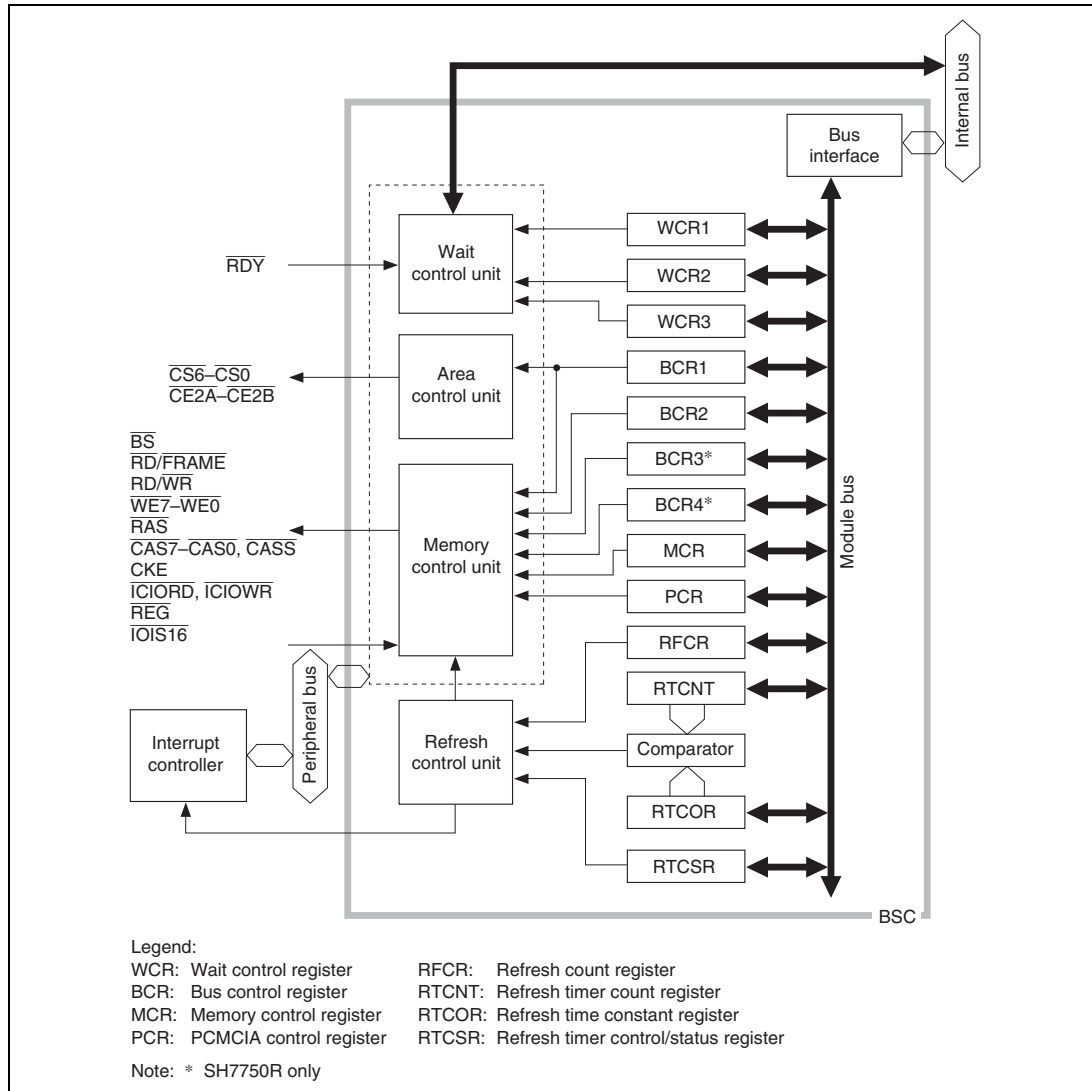 Internal bus
Bus
interface
Wait
control unit
RDY
WCR1
WCR2
WCR3
Area
control unit
CS6–CS0
CE2A–CE2B
BCR1
BCR2
BS
RD/FRAME
RD/WR
WE7–WE0
RAS
CAS7–CAS0, CASS
CKE
ICIORD, ICIOWR
REG
IOIS16
Memory
control unit
BCR3*
BCR4*
MCR
PCR
Module bus
RFCR
RTCNT
Comparator
RTCOR
RTCSR
Peripheral bus
Interrupt
controller
Refresh
control unit
BSC
Legend:
WCR: Wait control register
BCR: Bus control register
MCR: Memory control register
PCR: PCMCIA control register
RFCR: Refresh count register
RTCNT: Refresh timer count register
RTCOR: Refresh time constant register
RTCSR: Refresh timer control/status register
Note: * SH7750R only